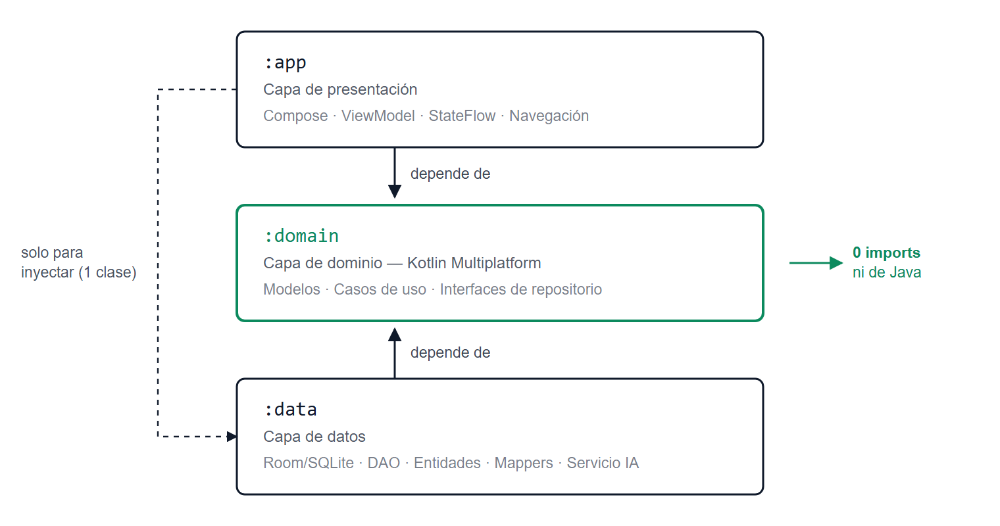 :app
Capa de presentación
Compose · ViewModel · StateFlow · Navegación
depende de
:domain
Capa de dominio — Kotlin Multiplatform
Modelos · Casos de uso · Interfaces de repositorio
solo para
inyectar (1 clase)
0 imports
ni de Java
depende de
:data
Capa de datos
Room/SQLite · DAO · Entidades · Mappers · Servicio IA